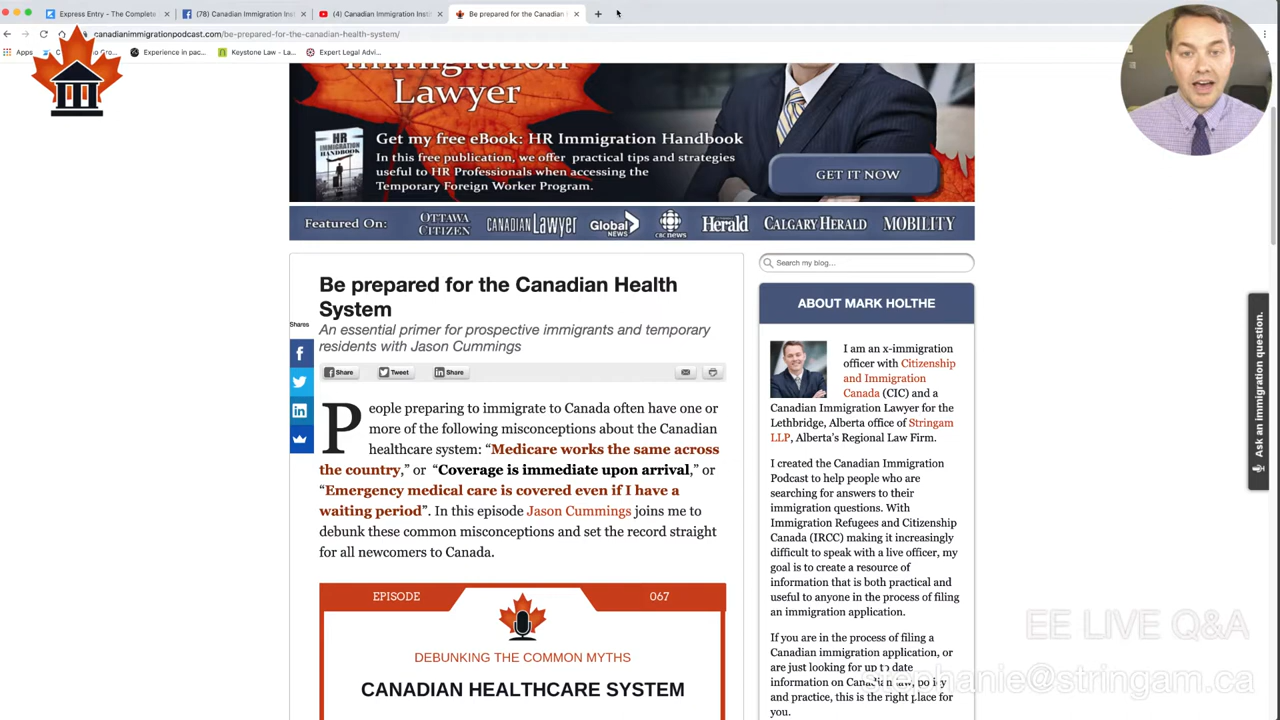 Express Entry - The Complete
(78) Canadian Immigration Ins
(4) Canadian Immigration Insti
Be prepared for the Canadian
canadianimmigrationpodcast.com/be-prepared-for-the-canadian-health-system/
Apps
Experience in pac...
Keystone Law - La...
Expert Legal Advi...
Immigration
Lawyer
HR
IMMIGRATION
HANDBOOK
Get my free eBook: HR Immigration Handbook
In this free publication, we offer practical tips and strategies
useful to HR Professionals when accessing the
Temporary Foreign Worker Program.
GET IT NOW
Featured On:
OTTAWA
CITIZEN
CANADIAN Lawyer
Global
NEWS
CBC news
Herald
CALGARY HERALD
MOBILITY
Be prepared for the Canadian Health
System
An essential primer for prospective immigrants and temporary
residents with Jason Cummings
Shares
Share
Tweet
Share
People preparing to immigrate to Canada often have one or
more of the following misconceptions about the Canadian
healthcare system: “Medicare works the same across
the country,” or “Coverage is immediate upon arrival,” or
“Emergency medical care is covered even if I have a
waiting period”. In this episode Jason Cummings joins me to
debunk these common misconceptions and set the record straight
for all newcomers to Canada.
EPISODE
067
DEBUNKING THE COMMON MYTHS
CANADIAN HEALTHCARE SYSTEM
Search my blog...
ABOUT MARK HOLTHE
I am an x-immigration
officer with Citizenship
and Immigration
Canada (CIC) and a
Canadian Immigration Lawyer for the
Lethbridge, Alberta office of Stringam
LLP, Alberta’s Regional Law Firm.
I created the Canadian Immigration
Podcast to help people who are
searching for answers to their
immigration questions. With
Immigration Refugees and Citizenship
Canada (IRCC) making it increasingly
difficult to speak with a live officer, my
goal is to create a resource of
information that is both practical and
useful to anyone in the process of filing
an immigration application.
If you are in the process of filing a
Canadian immigration application, or
are just looking for up to date
information on Canadian law, policy
and practice, this is the right place for
you.
Ask an immigration question.
EE LIVE Q&A
stephanie@stringam.ca